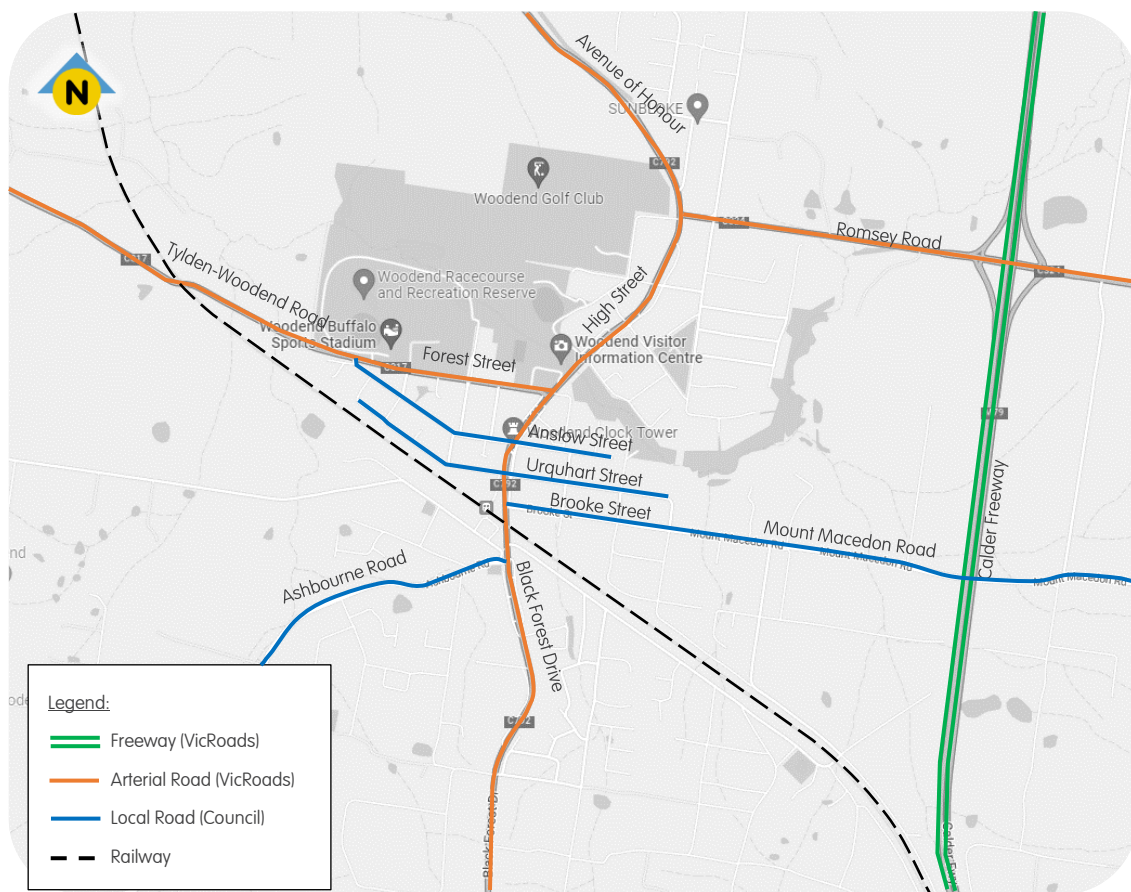 N
Avenue of Honour
SUNBROKE
C792
Woodend Golf Club
Romsey Road
C317
Tylden-Woodend Road
Woodend Racecourse
and Recreation Reserve
High Street
Woodend Buffalo
Sports Stadium
Woodend Visitor
Information Centre
Forest Street
C317
M79
Clock Tower
Anslow Street
Urquhart Street
C792
Brooke Street
Brooke St
Mount Macedon Road
Mount Macedon Rd
Mount Macedon Rd
Mount Macedon Rd
Calder Freeway
Ashbourne Road
Ashbourne Rd
Black Forest Drive
C792
Black Forest Dr
Calder Fwy
Legend:
Freeway (VicRoads)
Arterial Road (VicRoads)
Local Road (Council)
Railway